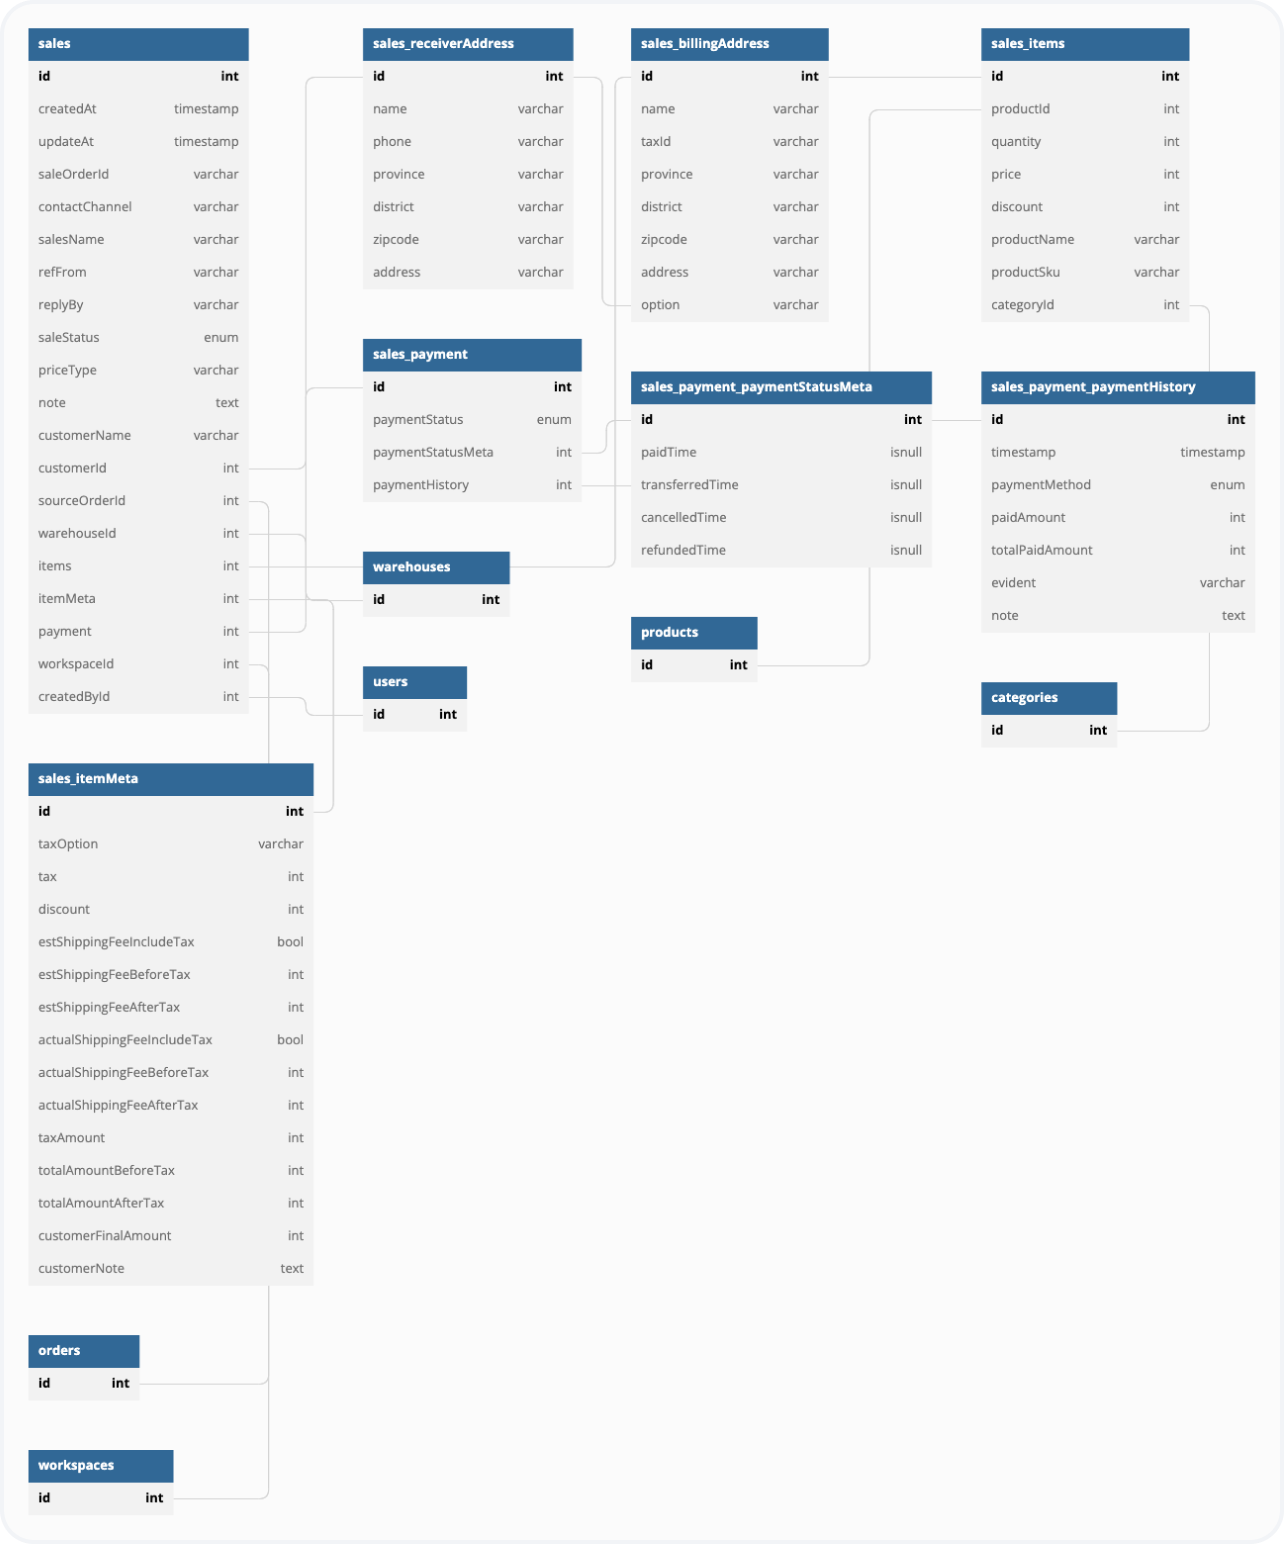 sales
id int
createdAt timestamp
updateAt timestamp
saleOrderId varchar
contactChannel varchar
salesName varchar
refFrom varchar
replyBy varchar
saleStatus enum
priceType varchar
note text
customerName varchar
customerId int
sourceOrderId int
warehouseId int
items int
itemMeta int
payment int
workspaceId int
createdById int
sales_receiverAddress
id int
name varchar
phone varchar
province varchar
district varchar
zipcode varchar
address varchar
sales_billingAddress
id int
name varchar
taxId varchar
province varchar
district varchar
zipcode varchar
address varchar
option varchar
sales_items
id int
productId int
quantity int
price int
discount int
productName varchar
productSku varchar
categoryId int
sales_payment
id int
paymentStatus enum
paymentStatusMeta int
paymentHistory int
sales_payment_paymentStatusMeta
id int
paidTime isnull
transferredTime isnull
cancelledTime isnull
refundedTime isnull
sales_payment_paymentHistory
id int
timestamp timestamp
paymentMethod enum
paidAmount int
totalPaidAmount int
evident varchar
note text
warehouses
id int
products
id int
users
id int
categories
id int
sales_itemMeta
id int
taxOption varchar
tax int
discount int
estShippingFeeIncludeTax bool
estShippingFeeBeforeTax int
estShippingFeeAfterTax int
actualShippingFeeIncludeTax bool
actualShippingFeeBeforeTax int
actualShippingFeeAfterTax int
taxAmount int
totalAmountBeforeTax int
totalAmountAfterTax int
customerFinalAmount int
customerNote text
orders
id int
workspaces
id int